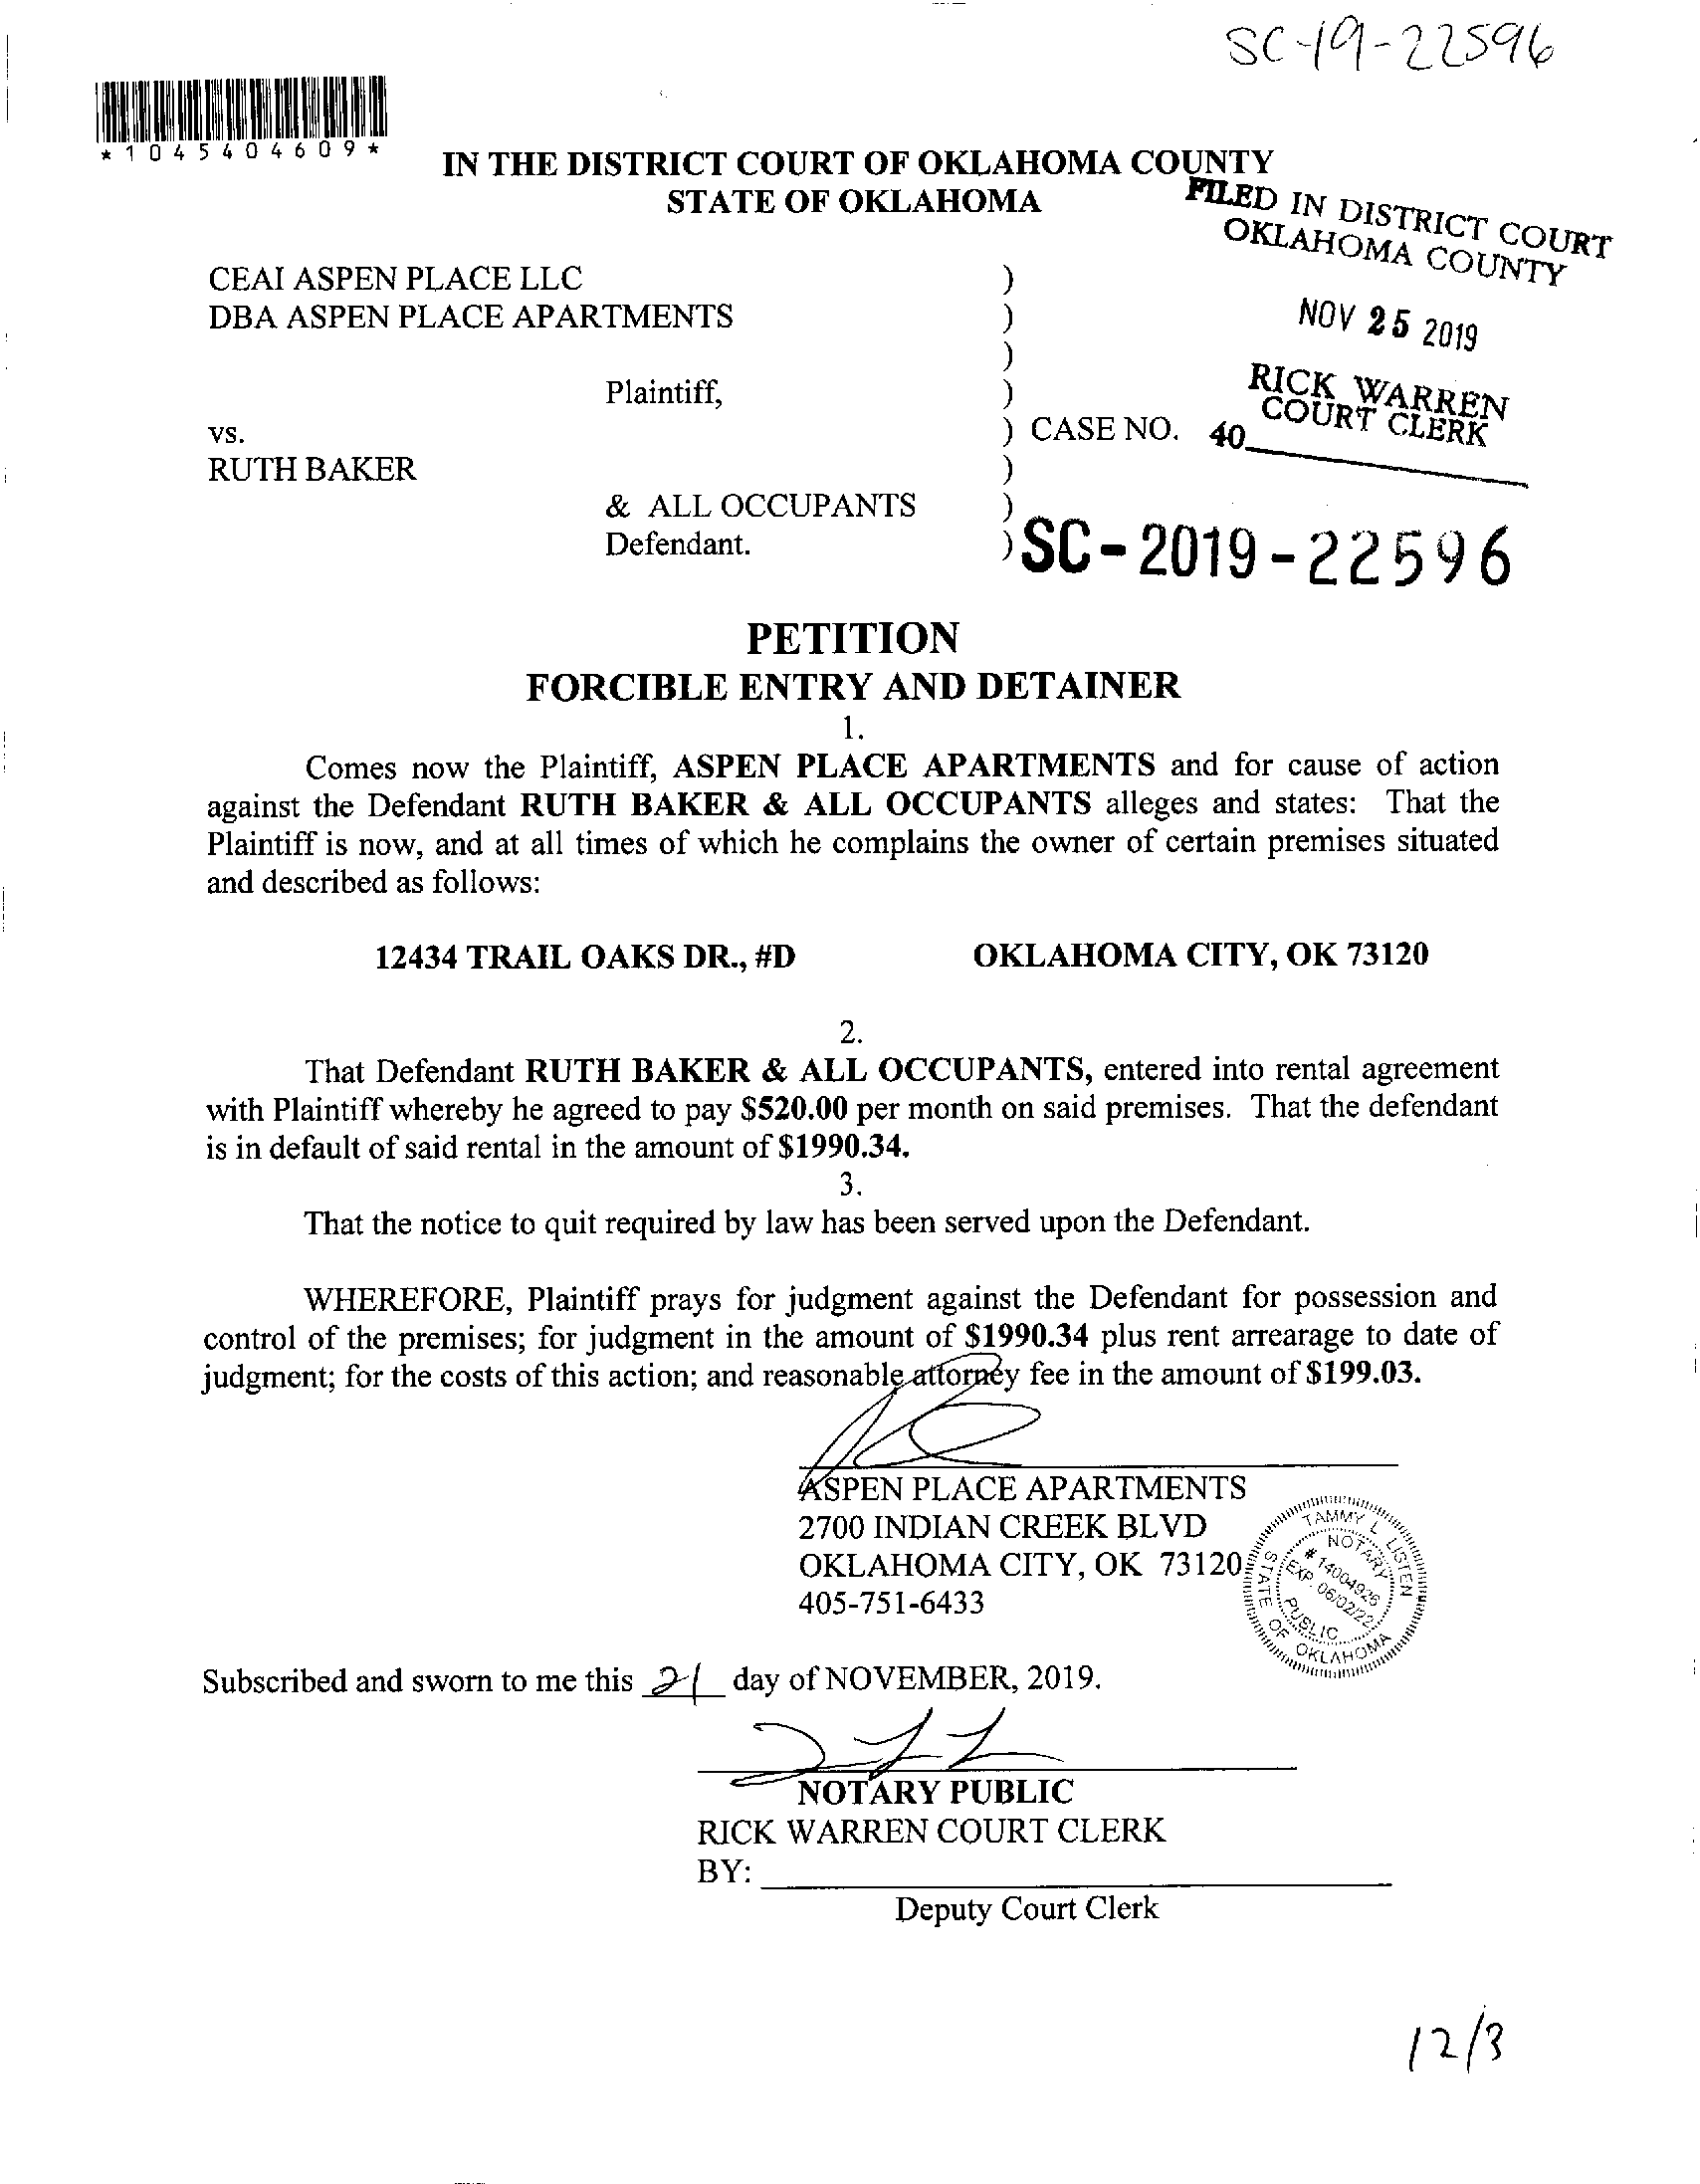 SC-19-22596
*1045404609*
IN THE DISTRICT COURT OF OKLAHOMA COUNTY
STATE OF OKLAHOMA
FILED IN DISTRICT COURT
OKLAHOMA COUNTY
CEAI ASPEN PLACE LLC )
DBA ASPEN PLACE APARTMENTS )
NOV 25 2019
)
Plaintiff, )
RICK WARREN
COURT CLERK
vs. ) CASE NO. 40
RUTH BAKER )
& ALL OCCUPANTS )
Defendant. ) SC-2019-22596
PETITION
FORCIBLE ENTRY AND DETAINER
1.
Comes now the Plaintiff, ASPEN PLACE APARTMENTS and for cause of action
against the Defendant RUTH BAKER & ALL OCCUPANTS alleges and states: That the
Plaintiff is now, and at all times of which he complains the owner of certain premises situated
and described as follows:
12434 TRAIL OAKS DR., #D OKLAHOMA CITY, OK 73120
2.
That Defendant RUTH BAKER & ALL OCCUPANTS, entered into rental agreement
with Plaintiff whereby he agreed to pay $520.00 per month on said premises. That the defendant
is in default of said rental in the amount of $1990.34.
3.
That the notice to quit required by law has been served upon the Defendant.
WHEREFORE, Plaintiff prays for judgment against the Defendant for possession and
control of the premises; for judgment in the amount of $1990.34 plus rent arrearage to date of
judgment; for the costs of this action; and reasonable attorney fee in the amount of $199.03.
ASPEN PLACE APARTMENTS
2700 INDIAN CREEK BLVD
OKLAHOMA CITY, OK 73120
405-751-6433
TAMMY L LISTEN
NOTARY
# 14004926
EXP. 06/02/22
PUBLIC
STATE OF OKLAHOMA
Subscribed and sworn to me this 21 day of NOVEMBER, 2019.
NOTARY PUBLIC
RICK WARREN COURT CLERK
BY:
Deputy Court Clerk
12/3